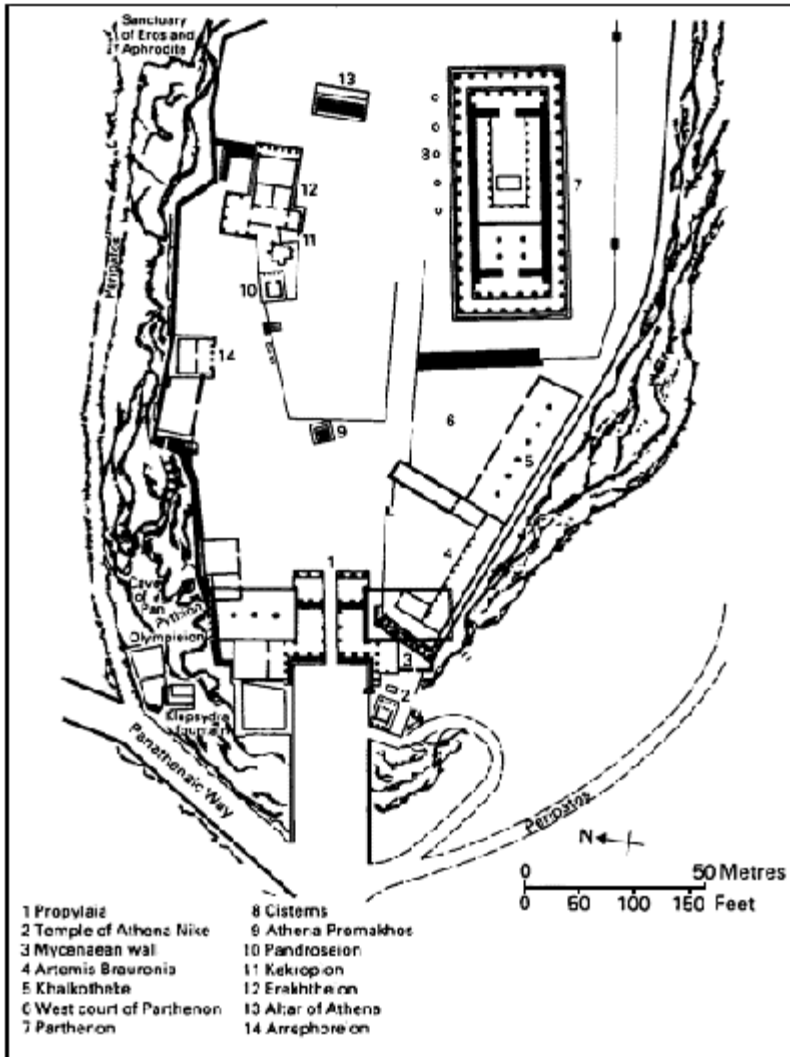 Sanctuary
of Eros and
Aphrodite
13
12
8
7
11
10
Peripatos
14
9
6
5
4
1
Cave
of
Pan
Pythion
Olympieion
3
2
Klepsydra
Fountain
Panathenaic Way
Peripatos
N
0 50 Metres
0 50 100 150 Feet
1 Propylaia
2 Temple of Athena Nike
3 Mycenaean wall
4 Artemis Brauronia
5 Khalkotheke
6 West court of Parthenon
7 Parthenon
8 Cisterns
9 Athena Promakhos
10 Pandroseion
11 Kekropion
12 Erekhtheion
13 Altar of Athena
14 Arrephoreion